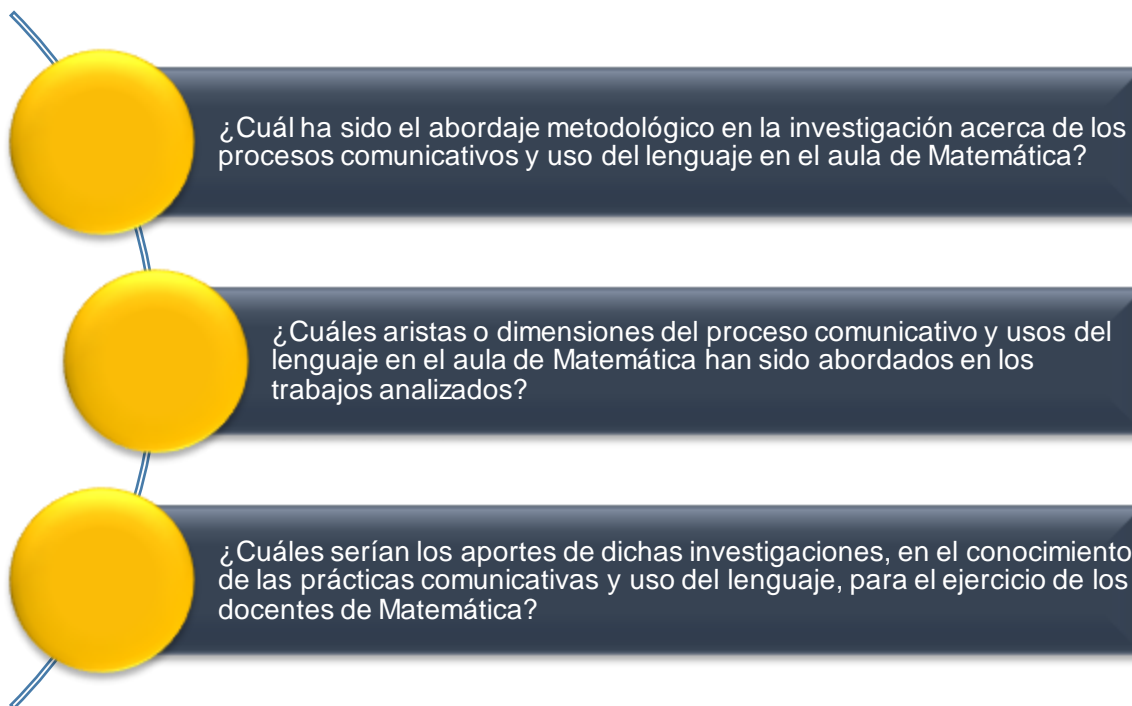 ¿Cuál ha sido el abordaje metodológico en la investigación acerca de los
procesos comunicativos y uso del lenguaje en el aula de Matemática?
¿Cuáles aristas o dimensiones del proceso comunicativo y usos del
lenguaje en el aula de Matemática han sido abordados en los
trabajos analizados?
¿Cuáles serían los aportes de dichas investigaciones, en el conocimiento
de las prácticas comunicativas y uso del lenguaje, para el ejercicio de los
docentes de Matemática?